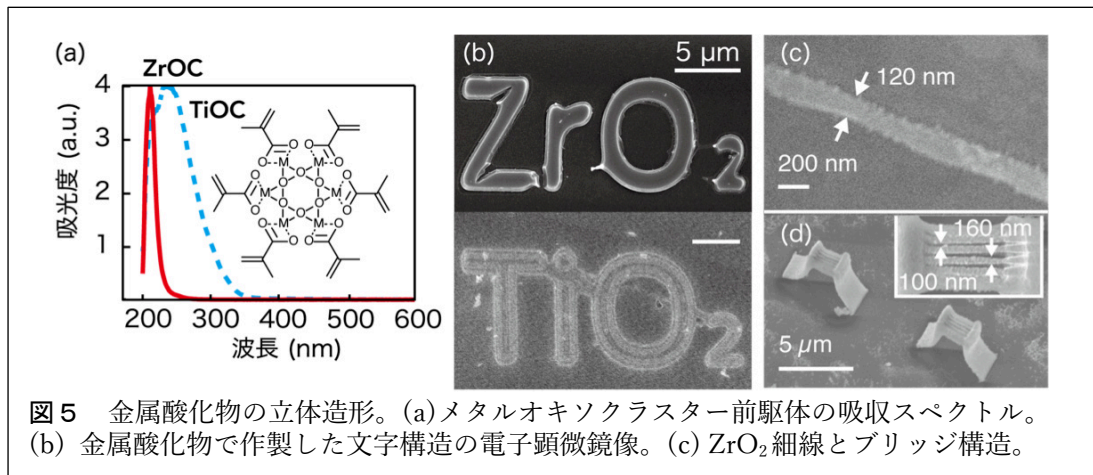 (a)
ZrOC
TiOC
4
3
2
1
吸光度 (a.u.)
200 300 400 500 600
波長 (nm)
O O O O
M O M
O O O O
M O O M
O O O O
M O M
O O O O
(b)
5 μm
ZrO2
TiO2
(c)
120 nm
200 nm
(d)
160 nm
100 nm
5 μm
図5 金属酸化物の立体造形。(a)メタルオキソクラスター前駆体の吸収スペクトル。
(b) 金属酸化物で作製した文字構造の電子顕微鏡像。(c) ZrO₂細線とブリッジ構造。